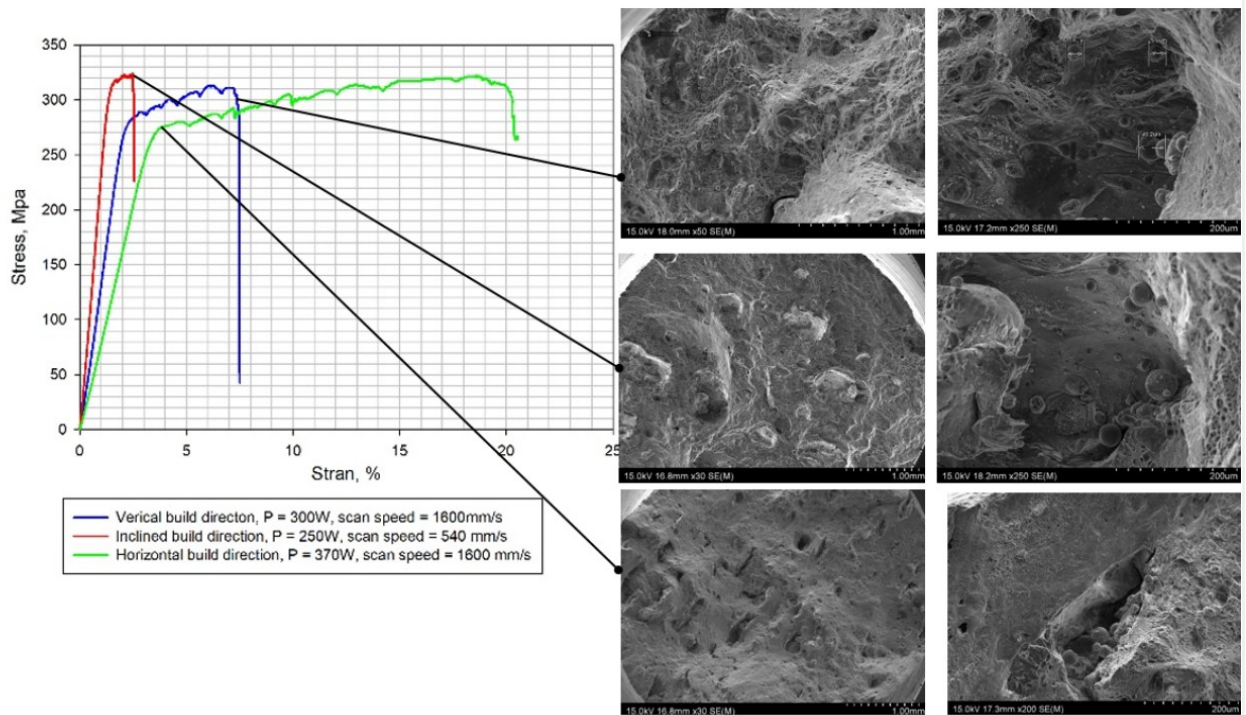 350
300
250
200
150
100
50
0
Stress, Mpa
0 5 10 15 20 25
Stran, %
Verical build directon, P = 300W, scan speed = 1600mm/s
Inclined build direction, P = 250W, scan speed = 540 mm/s
Horizontal build direction, P = 370W, scan speed = 1600 mm/s
15.0kV 18.0mm x50 SE(M) 1.00mm
15.0kV 17.2mm x250 SE(M) 200um
15.0kV 16.8mm x30 SE(M) 1.00mm
15.0kV 18.2mm x250 SE(M) 200um
15.0kV 16.8mm x30 SE(M) 1.00mm
15.0kV 17.3mm x200 SE(M) 200um